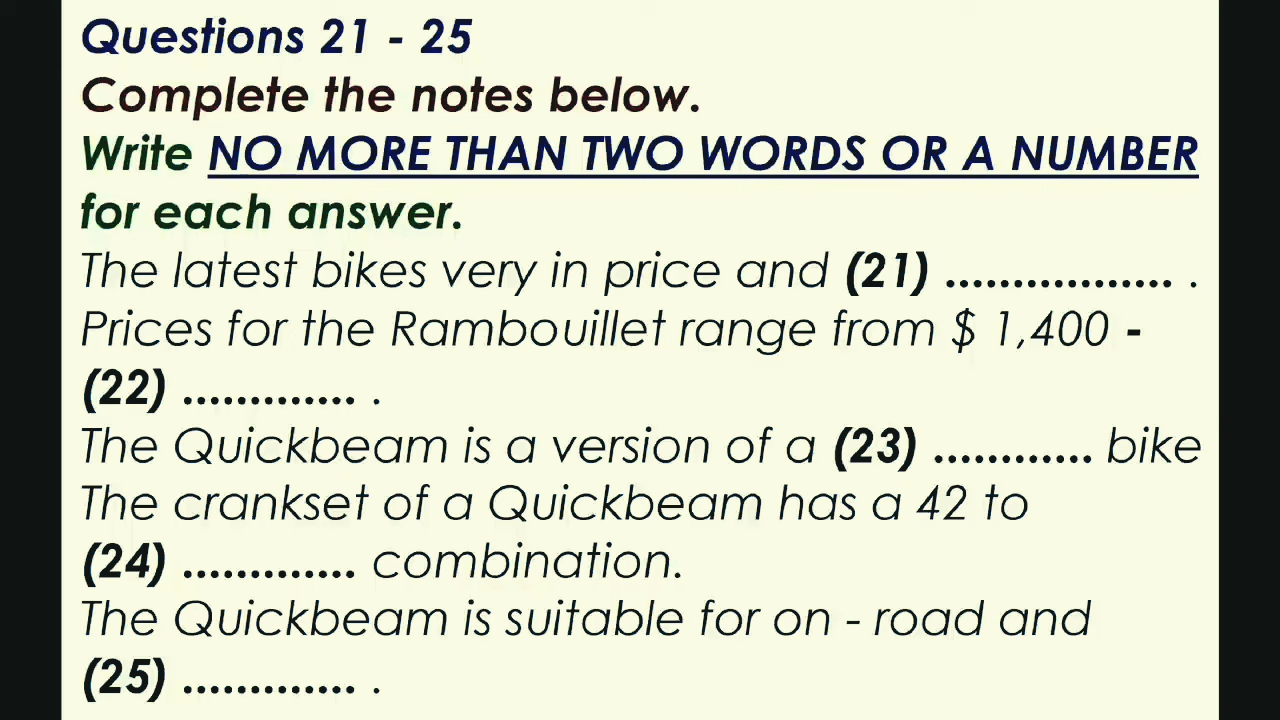 Questions 21 - 25
Complete the notes below.
Write NO MORE THAN TWO WORDS OR A NUMBER
for each answer.
The latest bikes very in price and (21) ................. .
Prices for the Rambouillet range from $ 1,400 -
(22) ............. .
The Quickbeam is a version of a (23) ............ bike
The crankset of a Quickbeam has a 42 to
(24) ............. combination.
The Quickbeam is suitable for on - road and
(25) ............. .